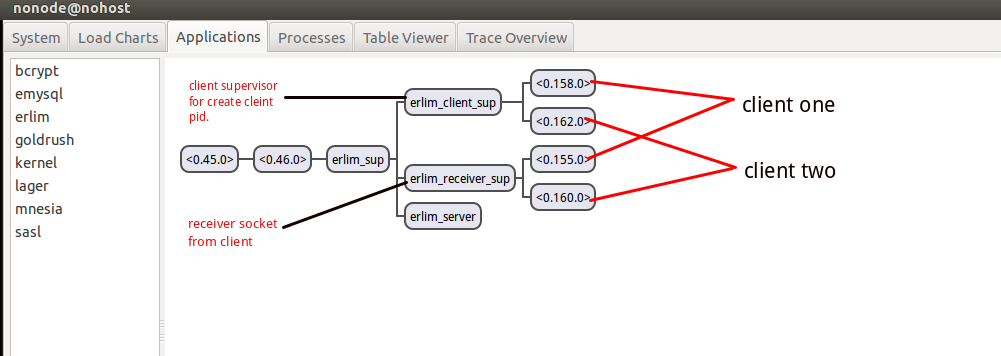 nonode@nohost
System
Load Charts
Applications
Processes
Table Viewer
Trace Overview
bcrypt
emysql
erlim
goldrush
kernel
lager
mnesia
sasl
client supervisor
for create cleint
pid.
<0.45.0>
<0.46.0>
erlim_sup
erlim_client_sup
erlim_receiver_sup
erlim_server
<0.158.0>
<0.162.0>
<0.155.0>
<0.160.0>
client one
client two
receiver socket
from client